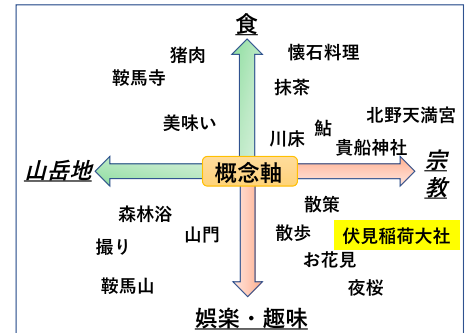 食
猪肉
懐石料理
鞍馬寺
抹茶
美味い
北野天満宮
鮎
川床
貴船神社
山岳地
概念軸
宗教
森林浴
散策
山門
散歩
伏見稲荷大社
撮り
お花見
鞍馬山
夜桜
娯楽・趣味